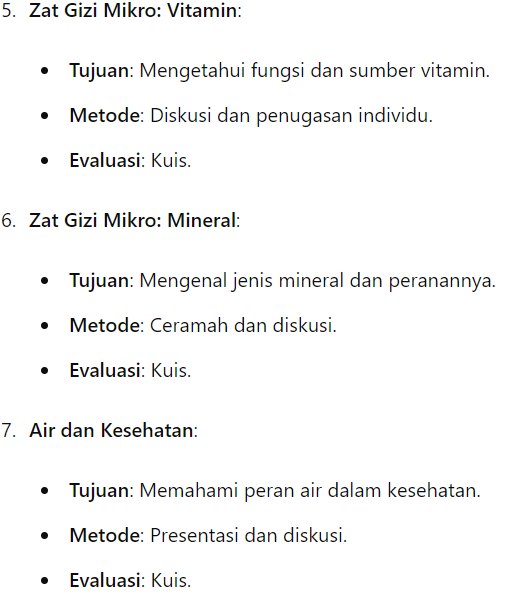 5. Zat Gizi Mikro: Vitamin:
• Tujuan: Mengetahui fungsi dan sumber vitamin.
• Metode: Diskusi dan penugasan individu.
• Evaluasi: Kuis.
6. Zat Gizi Mikro: Mineral:
• Tujuan: Mengenal jenis mineral dan peranannya.
• Metode: Ceramah dan diskusi.
• Evaluasi: Kuis.
7. Air dan Kesehatan:
• Tujuan: Memahami peran air dalam kesehatan.
• Metode: Presentasi dan diskusi.
• Evaluasi: Kuis.